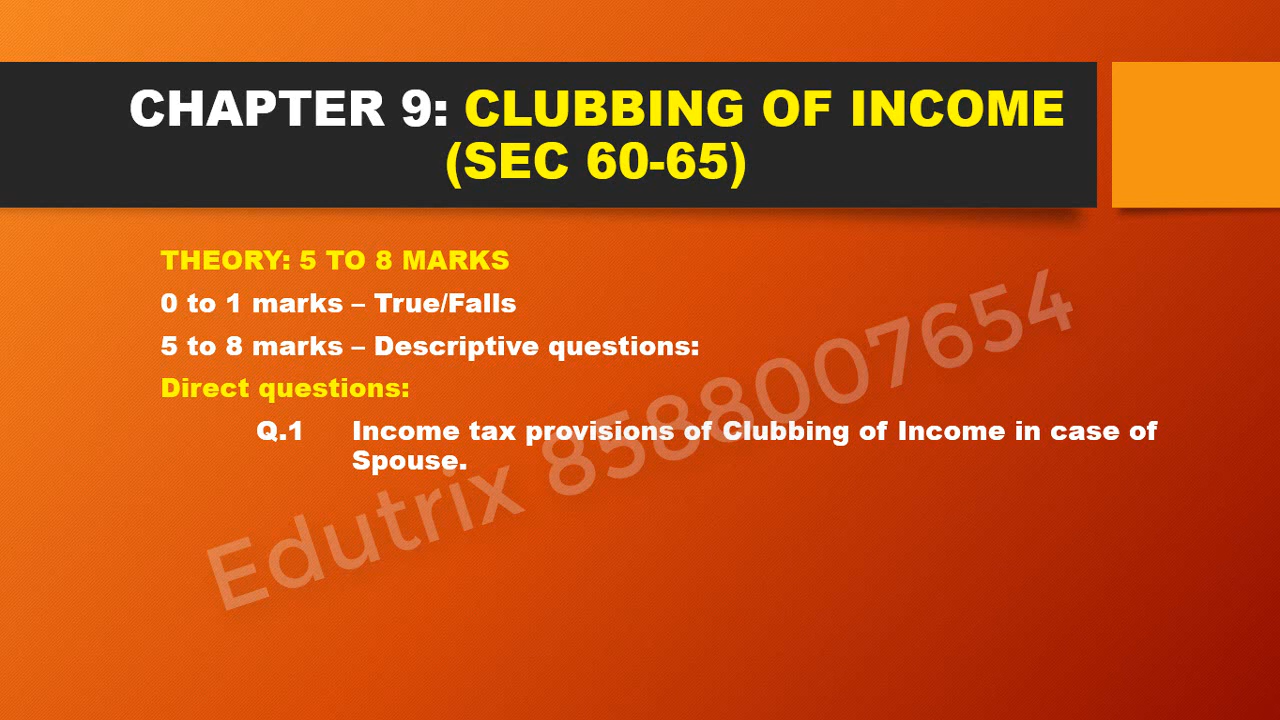 CHAPTER 9: CLUBBING OF INCOME
(SEC 60-65)
THEORY: 5 TO 8 MARKS
0 to 1 marks – True/Falls
5 to 8 marks – Descriptive questions:
Direct questions:
Q.1 Income tax provisions of Clubbing of Income in case of
Spouse.
Edutrix 8588007654